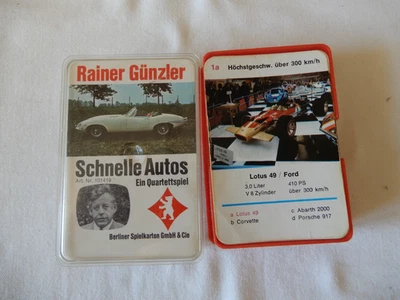 Rainer Günzler
Schnelle Autos
Art. Nr. 101418
Ein Quartettspiel
Berliner Spielkarten GmbH & Cie
1a Höchstgeschw. über 300 km/h
Lotus 49 / Ford
3,0 Liter 410 PS
V 8 Zylinder über 300 km/h
a Lotus 49 c Abarth 2000
b Corvette d Porsche 917